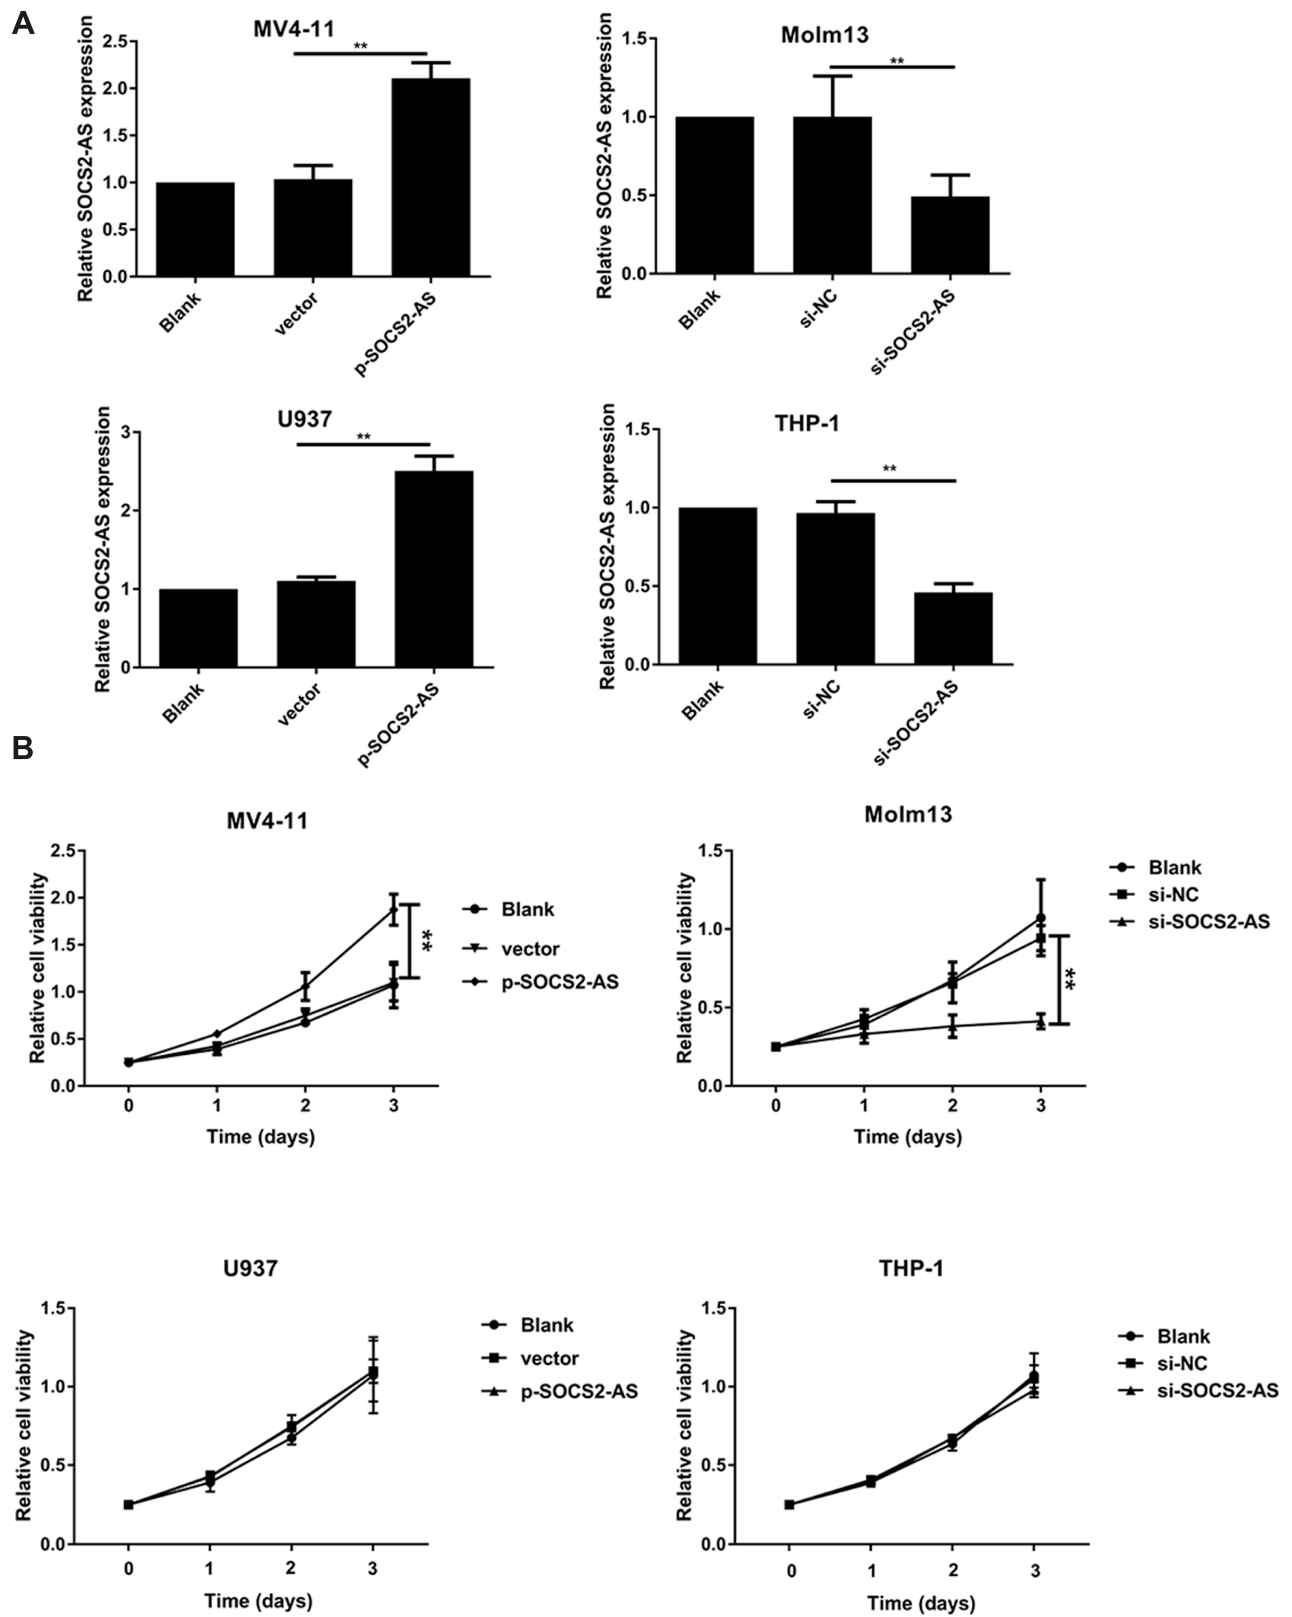 A
MV4-11
Relative SOCS2-AS expression
2.5
2.0
1.5
1.0
0.5
0.0
**
Blank
vector
p-SOCS2-AS
Molm13
Relative SOCS2-AS expression
1.5
1.0
0.5
0.0
**
Blank
si-NC
si-SOCS2-AS
U937
Relative SOCS2-AS expression
3
2
1
0
**
Blank
vector
p-SOCS2-AS
THP-1
Relative SOCS2-AS expression
1.5
1.0
0.5
0.0
**
Blank
si-NC
si-SOCS2-AS
B
MV4-11
Relative cell viability
2.5
2.0
1.5
1.0
0.5
0.0
0 1 2 3
Time (days)
**
Blank
vector
p-SOCS2-AS
Molm13
Relative cell viability
1.5
1.0
0.5
0.0
0 1 2 3
Time (days)
**
Blank
si-NC
si-SOCS2-AS
U937
Relative cell viability
1.5
1.0
0.5
0.0
0 1 2 3
Time (days)
Blank
vector
p-SOCS2-AS
THP-1
Relative cell viability
1.5
1.0
0.5
0.0
0 1 2 3
Time (days)
Blank
si-NC
si-SOCS2-AS